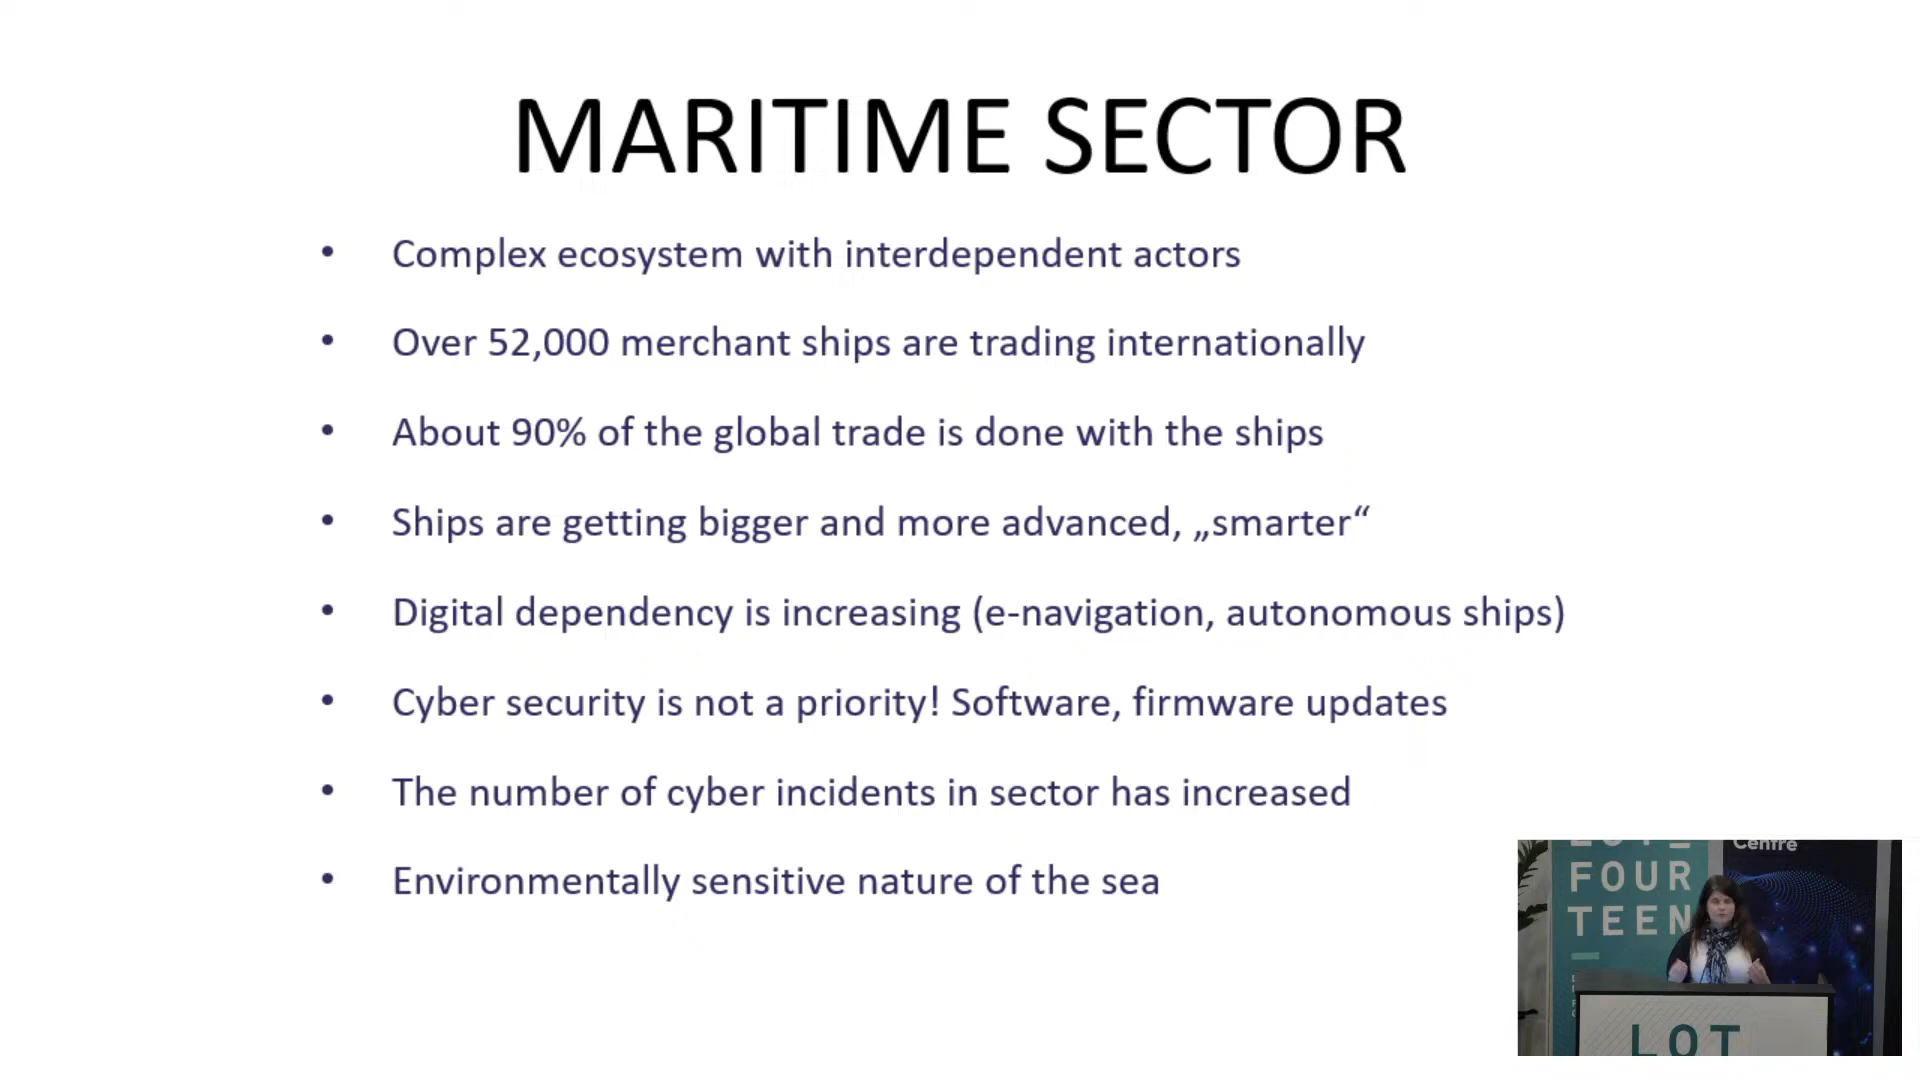 MARITIME SECTOR
• Complex ecosystem with interdependent actors
• Over 52,000 merchant ships are trading internationally
• About 90% of the global trade is done with the ships
• Ships are getting bigger and more advanced, „smarter“
• Digital dependency is increasing (e-navigation, autonomous ships)
• Cyber security is not a priority! Software, firmware updates
• The number of cyber incidents in sector has increased
• Environmentally sensitive nature of the sea
Centre
FOUR
TEEN
LOT